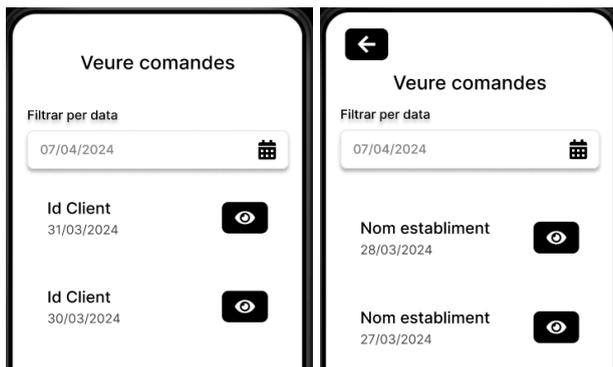 Veure comandes
Filtrar per data
07/04/2024
Id Client
31/03/2024
Id Client
30/03/2024
Veure comandes
Filtrar per data
07/04/2024
Nom establiment
28/03/2024
Nom establiment
27/03/2024